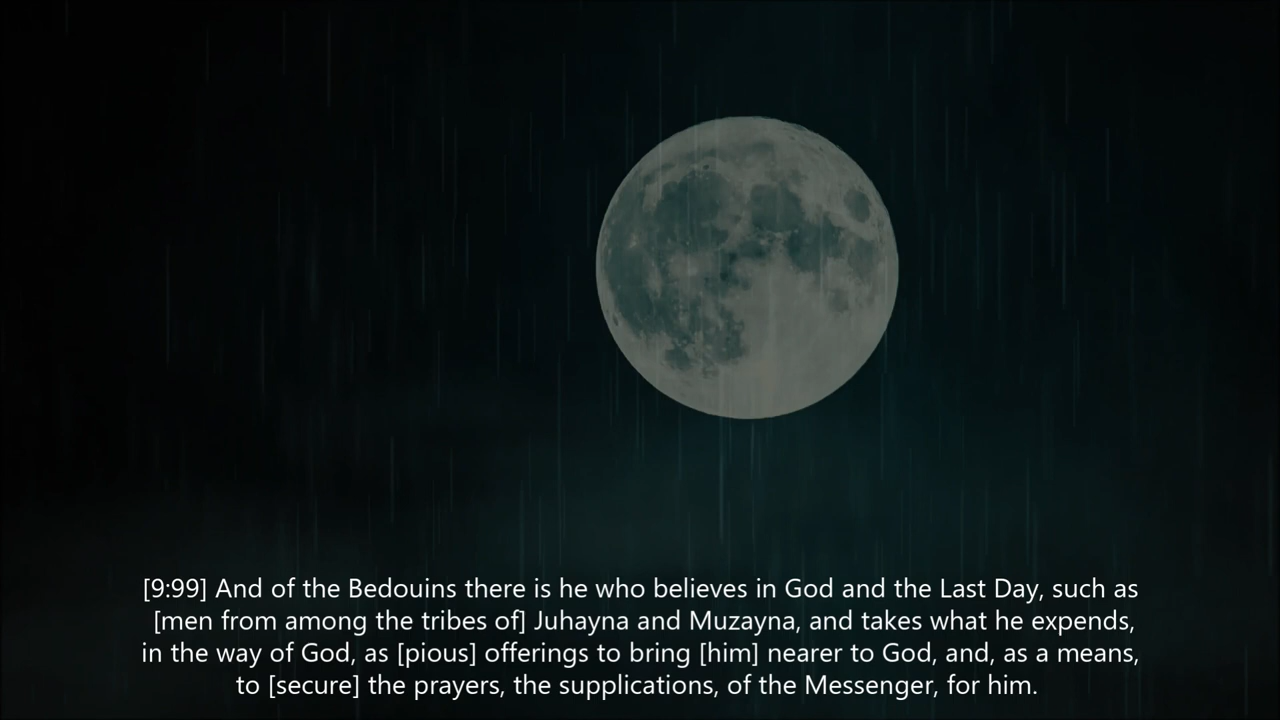 [9:99] And of the Bedouins there is he who believes in God and the Last Day, such as
[men from among the tribes of] Juhayna and Muzayna, and takes what he expends,
in the way of God, as [pious] offerings to bring [him] nearer to God, and, as a means,
to [secure] the prayers, the supplications, of the Messenger, for him.